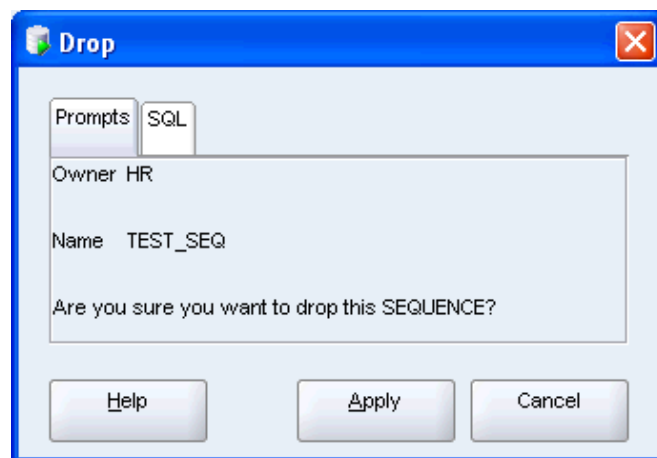 Drop
Prompts SQL
Owner HR
Name TEST_SEQ
Are you sure you want to drop this SEQUENCE?
Help Apply Cancel